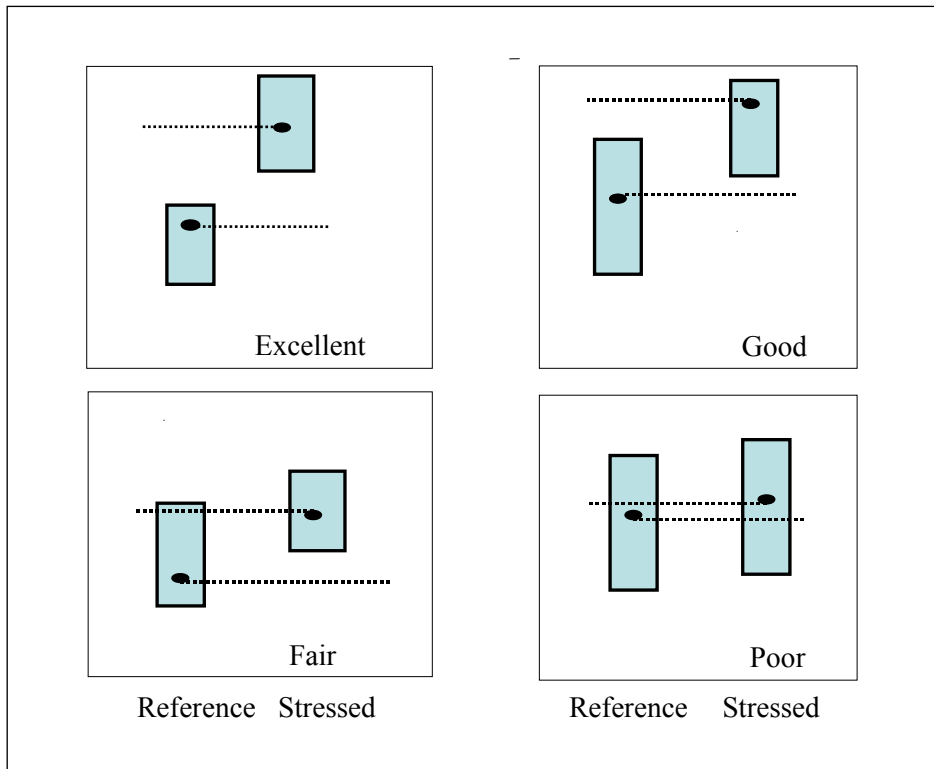 Excellent
Good
Fair
Poor
Reference Stressed
Reference Stressed